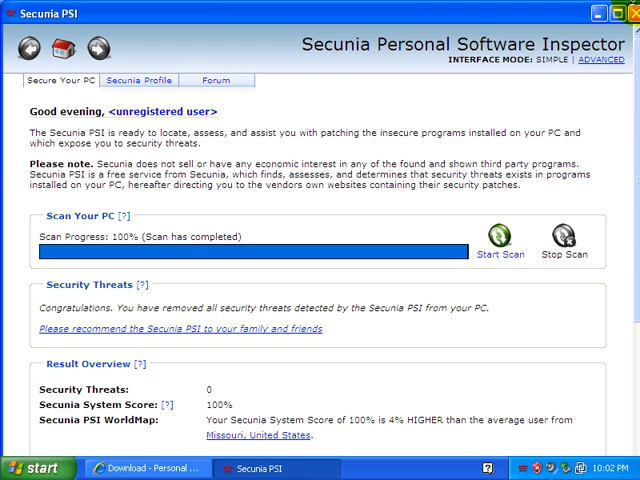 Secunia PSI
Secunia Personal Software Inspector
INTERFACE MODE: SIMPLE | ADVANCED
Secure Your PC Secunia Profile Forum
Good evening, <unregistered user>
The Secunia PSI is ready to locate, assess, and assist you with patching the insecure programs installed on your PC and
which expose you to security threats.
Please note. Secunia does not sell or have any economic interest in any of the found and shown third party programs.
Secunia PSI is a free service from Secunia, which finds, assesses, and determines that security threats exists in programs
installed on your PC, hereafter directing you to the vendors own websites containing their security patches.
Scan Your PC [?]
Scan Progress: 100% (Scan has completed)
Start Scan Stop Scan
Security Threats [?]
Congratulations. You have removed all security threats detected by the Secunia PSI from your PC.
Please recommend the Secunia PSI to your family and friends
Result Overview [?]
Security Threats: 0
Secunia System Score: [?] 100%
Secunia PSI WorldMap: Your Secunia System Score of 100% is 4% HIGHER than the average user from
Missouri, United States.
start Download - Personal ... Secunia PSI ? 10:02 PM